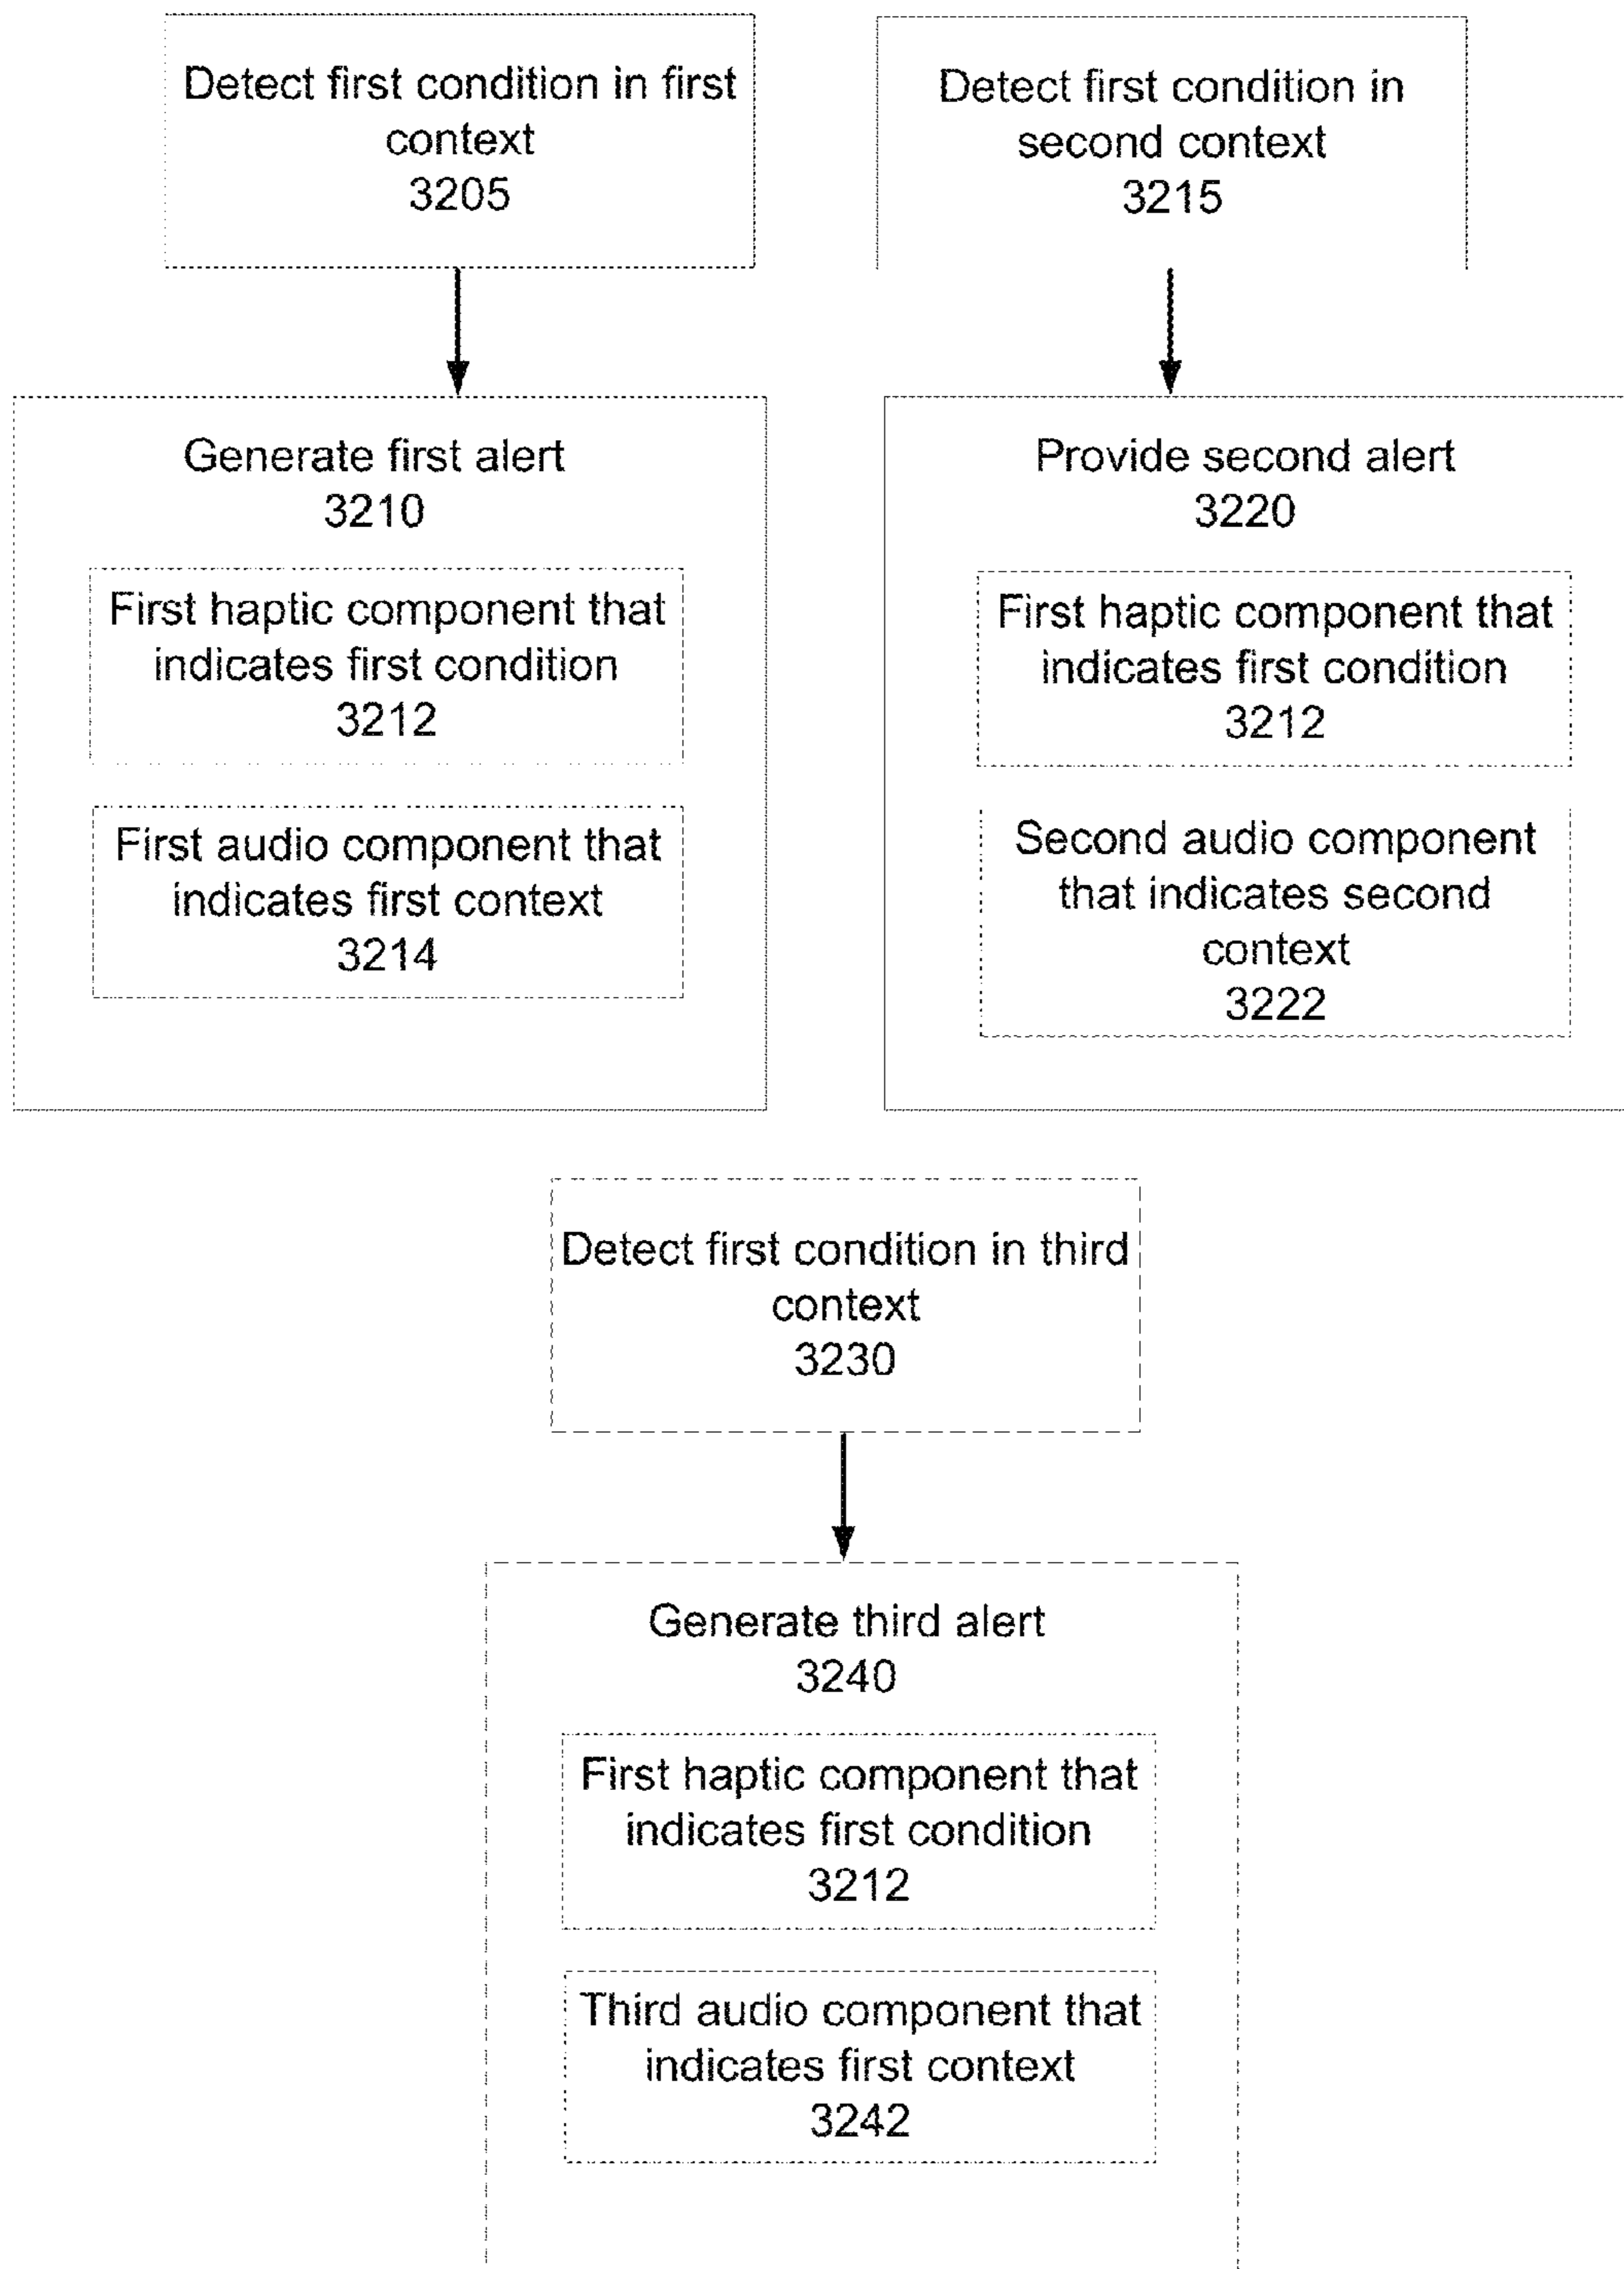 Detect first condition in first
context
3205
Detect first condition in
second context
3215
Generate first alert
3210
First haptic component that
indicates first condition
3212
First audio component that
indicates first context
3214
Provide second alert
3220
First haptic component that
indicates first condition
3212
Second audio component
that indicates second
context
3222
Detect first condition in third
context
3230
Generate third alert
3240
First haptic component that
indicates first condition
3212
Third audio component that
indicates first context
3242